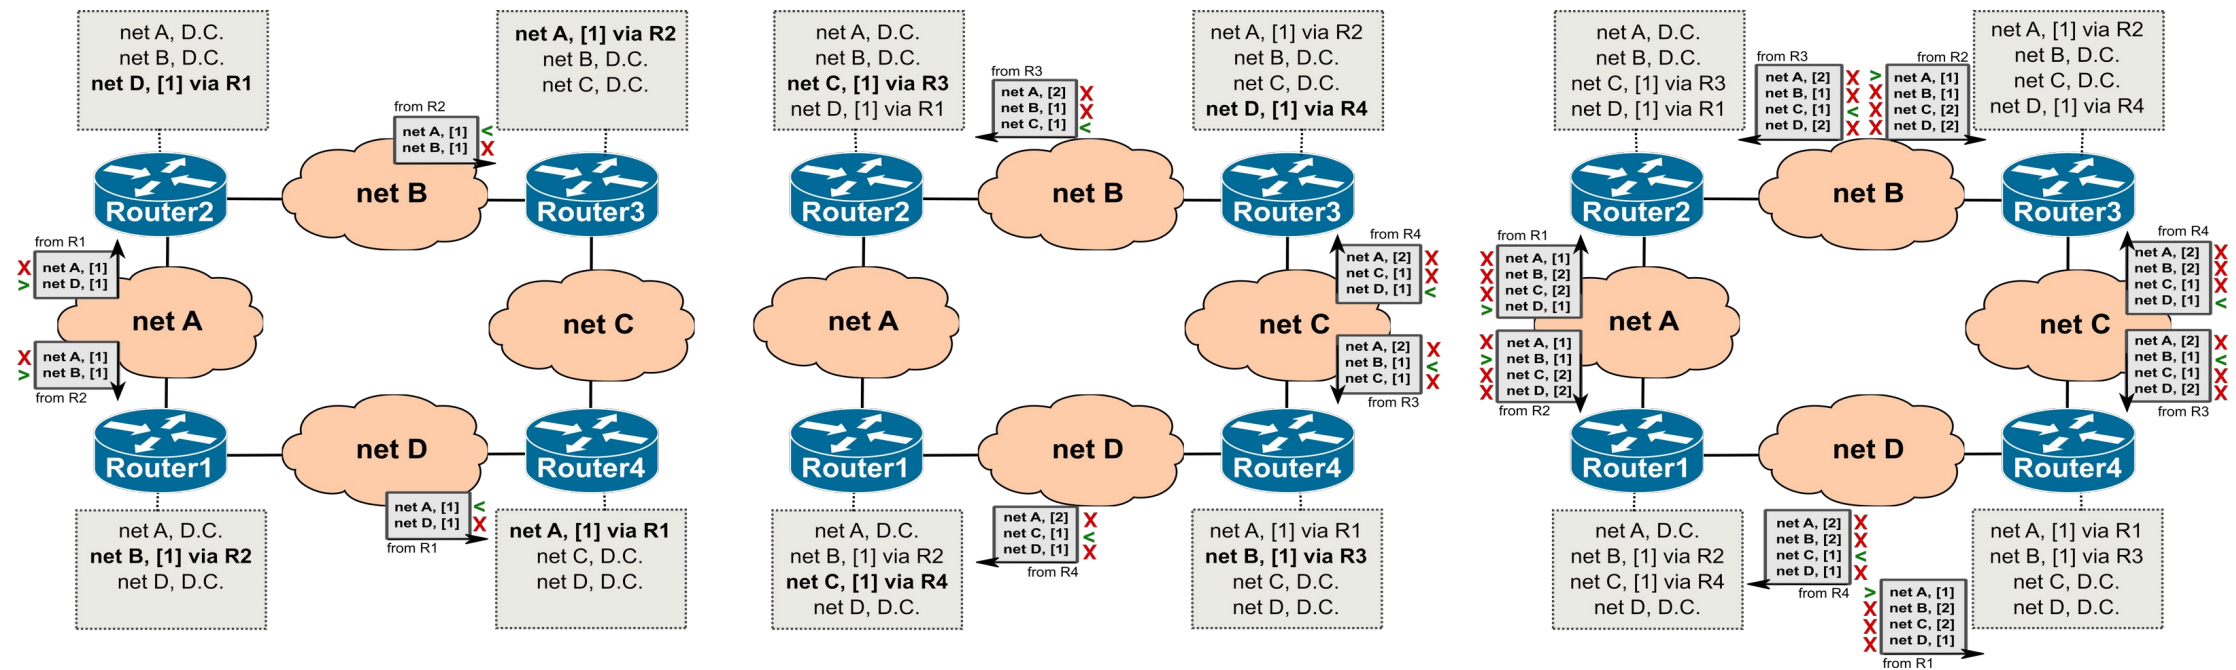 net A, D.C.
net B, D.C.
net D, [1] via R1
net A, [1] via R2
net B, D.C.
net C, D.C.
from R2
net A, [1] <
net B, [1] X
Router2
net B
Router3
from R1
X net A, [1]
> net D, [1]
net A
net C
X net A, [1]
> net B, [1]
from R2
Router1
net D
Router4
net A, [1] <
net D, [1] X
from R1
net A, D.C.
net B, [1] via R2
net D, D.C.
net A, [1] via R1
net C, D.C.
net D, D.C.
net A, D.C.
net B, D.C.
net C, [1] via R3
net D, [1] via R1
from R3
net A, [2] X
net B, [1] X
net C, [1] <
net A, [1] via R2
net B, D.C.
net C, D.C.
net D, [1] via R4
Router2
net B
Router3
from R4
net A, [2] X
net C, [1] X
net D, [1] <
net A
net C
net A, [2] X
net B, [1] <
net C, [1] X
from R3
Router1
net D
Router4
net A, [2] X
net C, [1] <
net D, [1] X
from R4
net A, D.C.
net B, [1] via R2
net C, [1] via R4
net D, D.C.
net A, [1] via R1
net B, [1] via R3
net C, D.C.
net D, D.C.
net A, D.C.
net B, D.C.
net C, [1] via R3
net D, [1] via R1
from R3
net A, [2] X
net B, [1] X
net C, [1] <
net D, [2] X
from R2
> net A, [1]
X net B, [1]
X net C, [2]
X net D, [2]
net A, [1] via R2
net B, D.C.
net C, D.C.
net D, [1] via R4
Router2
net B
Router3
from R1
X net A, [1]
X net B, [2]
X net C, [2]
> net D, [1]
from R4
net A, [2] X
net B, [2] X
net C, [1] X
net D, [1] <
net A
net C
X net A, [1]
> net B, [1]
X net C, [2]
X net D, [2]
from R2
net A, [2] X
net B, [1] <
net C, [1] X
net D, [2] X
from R3
Router1
net D
Router4
net A, [2] X
net B, [2] X
net C, [1] <
net D, [1] X
from R4
> net A, [1]
X net B, [2]
X net C, [2]
X net D, [1]
from R1
net A, D.C.
net B, [1] via R2
net C, [1] via R4
net D, D.C.
net A, [1] via R1
net B, [1] via R3
net C, D.C.
net D, D.C.